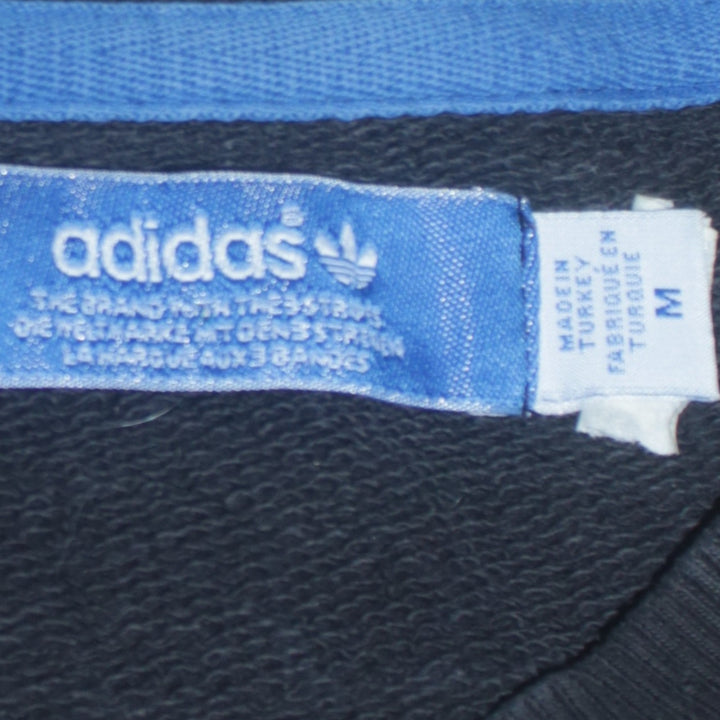 adidas®
THE BRAND WITH THE 3 STRIPES
DIE WELTMARKE MIT DEN 3 STREIFEN
LA MARQUE AUX 3 BANDES
MADE IN
TURKEY
FABRIQUÉ EN
TURQUIE
M